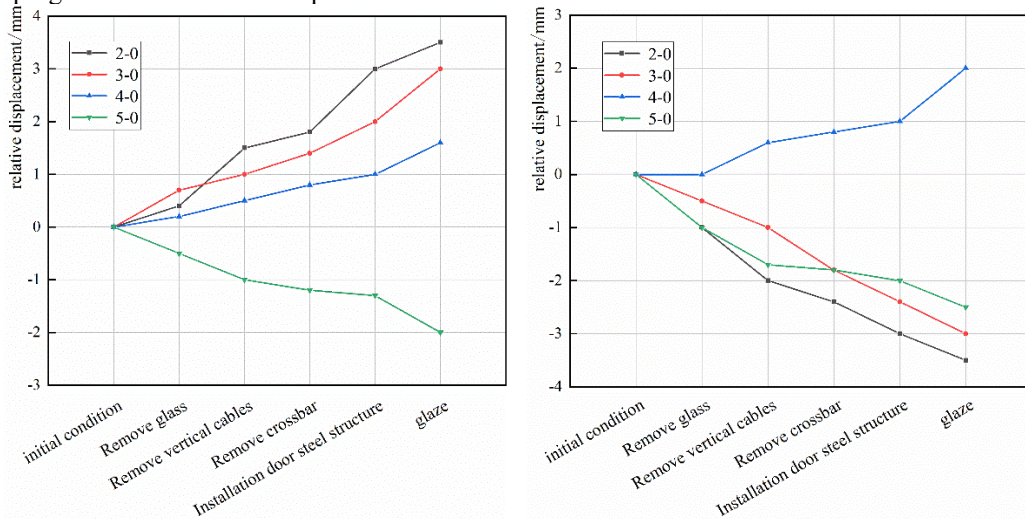 relative displacement/mm
4
3
2
1
0
-1
-2
-3
2-0
3-0
4-0
5-0
initial condition
Remove glass
Remove vertical cables
Remove crossbar
Installation door steel structure
glaze
relative displacement/mm
3
2
1
0
-1
-2
-3
-4
2-0
3-0
4-0
5-0
initial condition
Remove glass
Remove vertical cables
Remove crossbar
Installation door steel structure
glaze